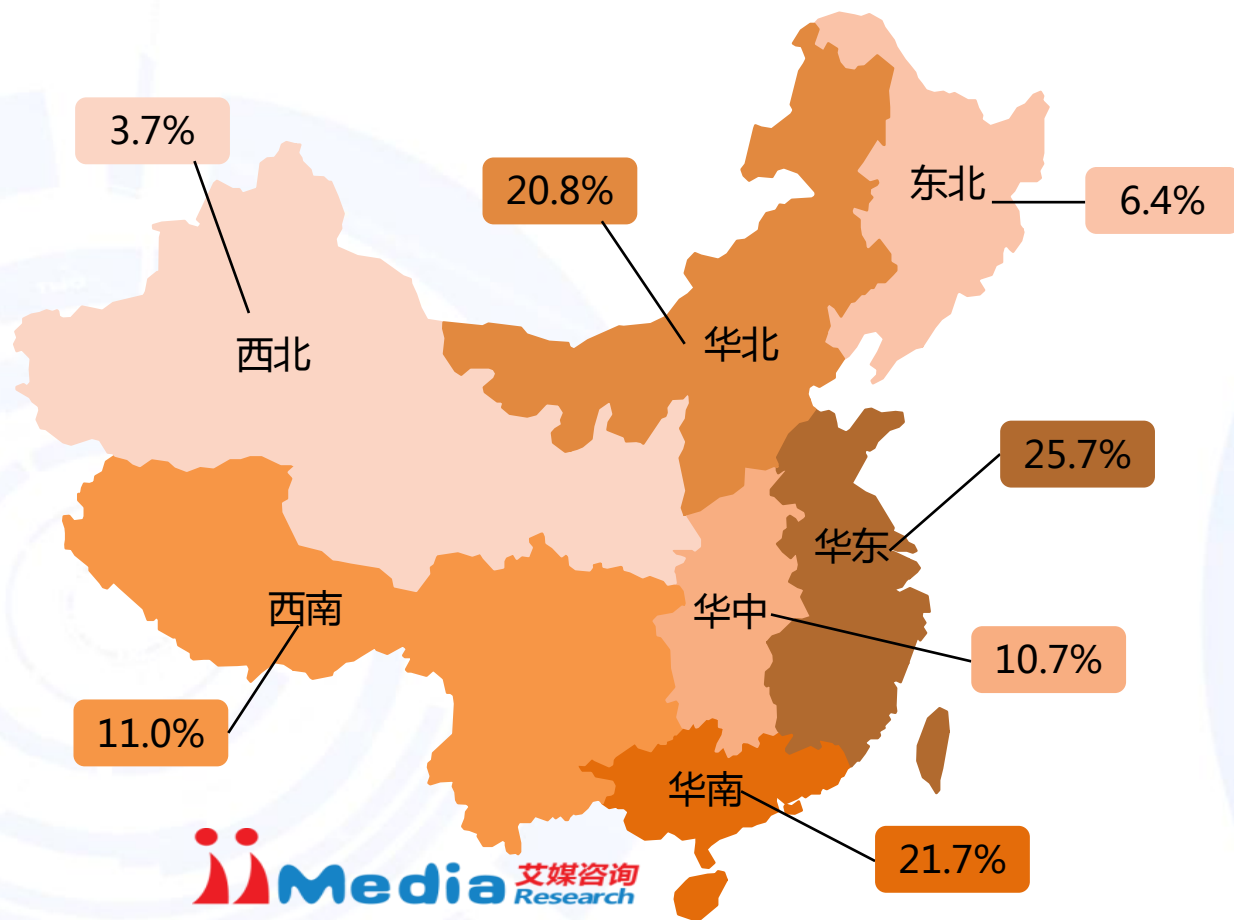 3.7%
20.8%
东北
6.4%
西北
华北
25.7%
华东
西南
华中
10.7%
11.0%
华南
21.7%
iiMedia 艾媒咨询
Research